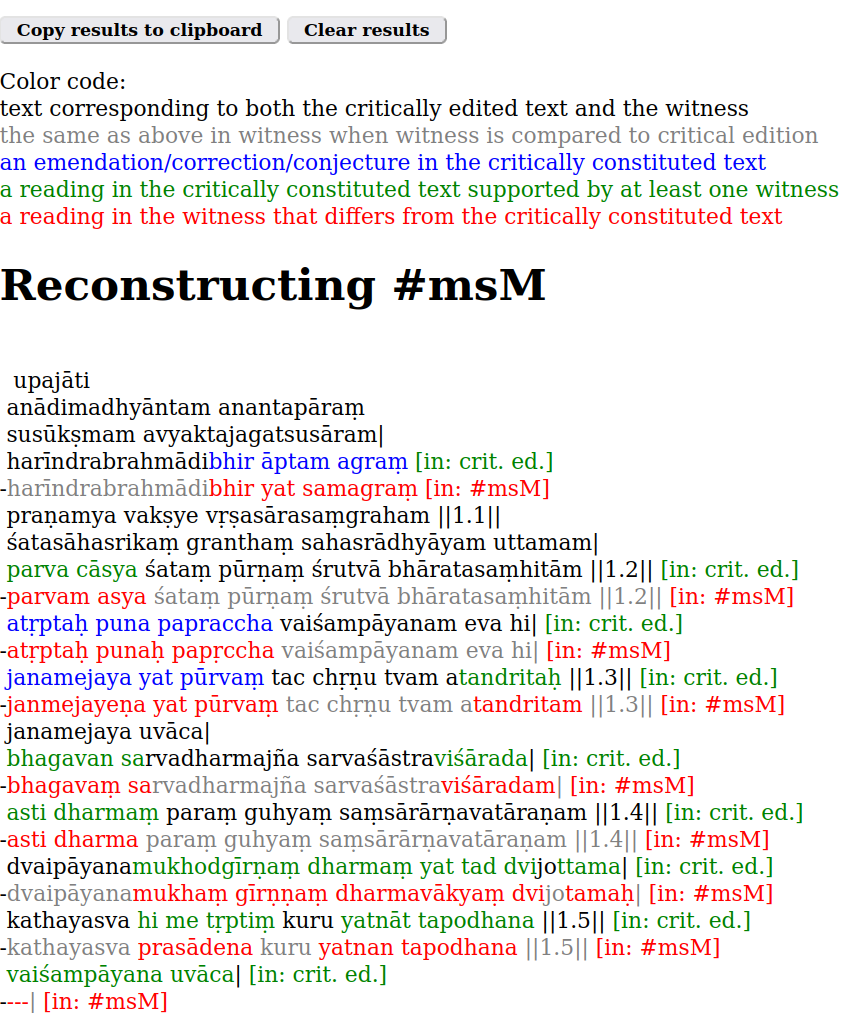 Copy results to clipboard Clear results
Color code:
text corresponding to both the critically edited text and the witness
the same as above in witness when witness is compared to critical edition
an emendation/correction/conjecture in the critically constituted text
a reading in the critically constituted text supported by at least one witness
a reading in the witness that differs from the critically constituted text
Reconstructing #msM
upajāti
anādimadhyāntam anantapāraṃ
susūkṣmam avyaktajagatsusāram|
harīndrabrahmādibhir āptam agraṃ [in: crit. ed.]
-harīndrabrahmādibhir yat samagraṃ [in: #msM]
praṇamya vakṣye vṛṣasārasaṃgraham ||1.1||
śatasāhasrikaṃ granthaṃ sahasrādhyāyam uttamam|
parva cāsya śataṃ pūrṇaṃ śrutvā bhāratasaṃhitām ||1.2|| [in: crit. ed.]
-parvam asya śataṃ pūrṇaṃ śrutvā bhāratasaṃhitām ||1.2|| [in: #msM]
atṛptaḥ puna papraccha vaiśampāyanam eva hi| [in: crit. ed.]
-atṛptaḥ punaḥ papṛccha vaiśampāyanam eva hi| [in: #msM]
janamejaya yat pūrvaṃ tac chṛṇu tvam atandritaḥ ||1.3|| [in: crit. ed.]
-janmejayeṇa yat pūrvaṃ tac chṛṇu tvam atandritam ||1.3|| [in: #msM]
janamejaya uvāca|
bhagavan sarvadharmajña sarvaśāstraviśārada| [in: crit. ed.]
-bhagavaṃ sarvadharmajña sarvaśāstraviśāradam| [in: #msM]
asti dharmaṃ paraṃ guhyaṃ saṃsārārṇavatāraṇam ||1.4|| [in: crit. ed.]
-asti dharma paraṃ guhyaṃ saṃsārārṇavatāraṇam ||1.4|| [in: #msM]
dvaipāyanamukhodgīrṇaṃ dharmaṃ yat tad dvijottama| [in: crit. ed.]
-dvaipāyanamukhaṃ gīrṇṇaṃ dharmavākyaṃ dvijotamaḥ| [in: #msM]
kathayasva hi me tṛptiṃ kuru yatnāt tapodhana ||1.5|| [in: crit. ed.]
-kathayasva prasādena kuru yatnan tapodhana ||1.5|| [in: #msM]
vaiśampāyana uvāca| [in: crit. ed.]
----| [in: #msM]